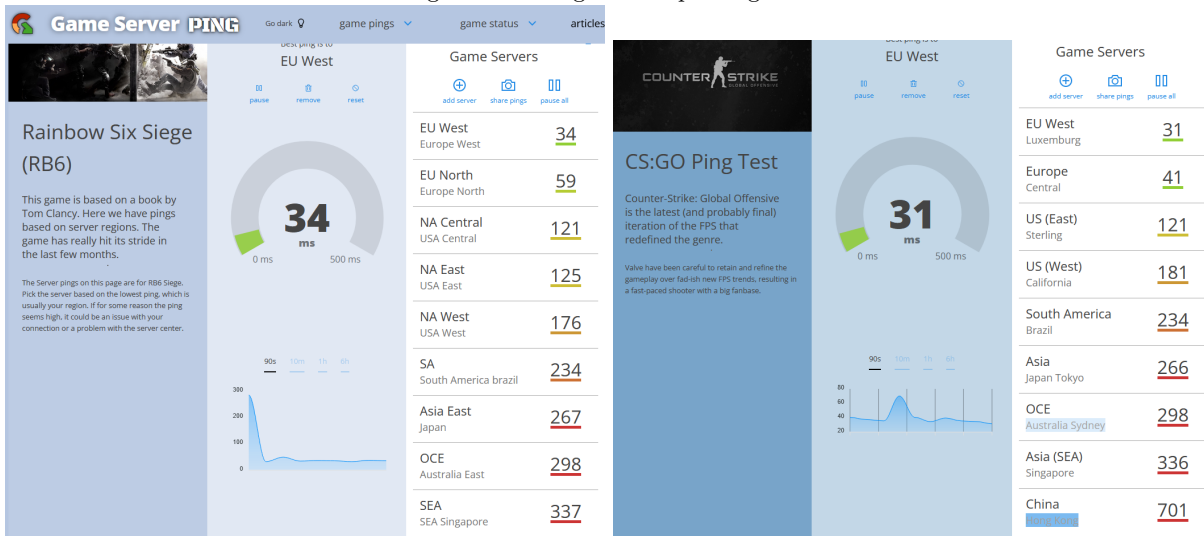 Game Server PING
Go dark
game pings
game status
articles
Best ping is to
EU West
pause
remove
reset
Rainbow Six Siege
(RB6)
This game is based on a book by
Tom Clancy. Here we have pings
based on server regions. The
game has really hit its stride in
the last few months.
The Server pings on this page are for RB6 Siege.
Pick the server based on the lowest ping, which is
usually your region. If for some reason the ping
seems high, it could be an issue with your
connection or a problem with the server center.
34
ms
0 ms
500 ms
90s
10m
1h
6h
300
200
100
0
Game Servers
add server
share pings
pause all
EU West
Europe West
34
EU North
Europe North
59
NA Central
USA Central
121
NA East
USA East
125
NA West
USA West
176
SA
South America brazil
234
Asia East
Japan
267
OCE
Australia East
298
SEA
SEA Singapore
337
COUNTER STRIKE
GLOBAL OFFENSIVE
CS:GO Ping Test
Counter-Strike: Global Offensive
is the latest (and probably final)
iteration of the FPS that
redefined the genre.
Valve have been careful to retain and refine the
gameplay over fad-ish new FPS trends, resulting in
a fast-paced shooter with a big fanbase.
EU West
pause
remove
reset
31
ms
0 ms
500 ms
90s
10m
1h
6h
80
60
40
20
Game Servers
add server
share pings
pause all
EU West
Luxemburg
31
Europe
Central
41
US (East)
Sterling
121
US (West)
California
181
South America
Brazil
234
Asia
Japan Tokyo
266
OCE
Australia Sydney
298
Asia (SEA)
Singapore
336
China
Hong Kong
701